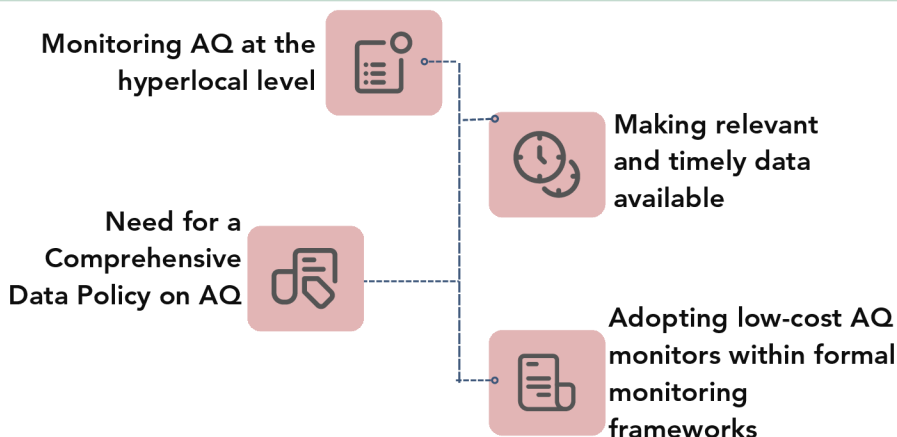 Monitoring AQ at the
hyperlocal level
Making relevant
and timely data
available
Need for a
Comprehensive
Data Policy on AQ
Adopting low-cost AQ
monitors within formal
monitoring
frameworks